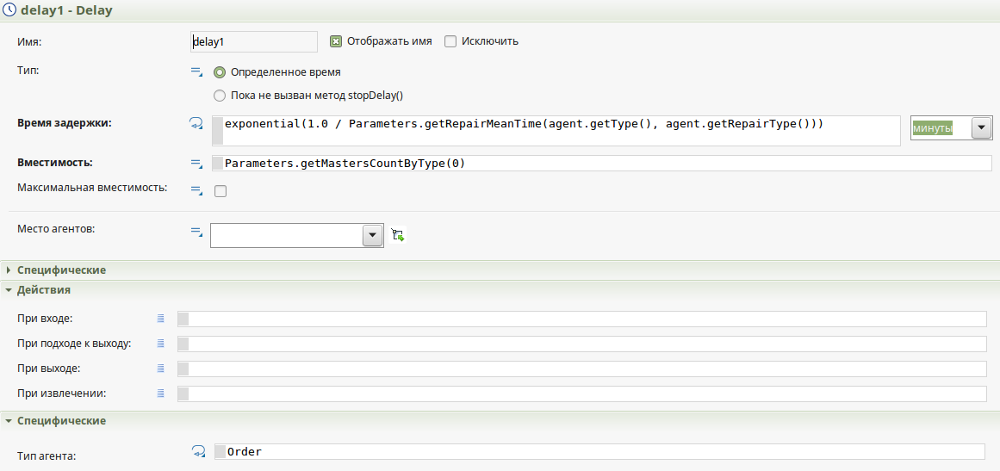 delay1 - Delay
Имя: delay1 Отображать имя Исключить
Тип: Определенное время
Пока не вызван метод stopDelay()
Время задержки: exponential(1.0 / Parameters.getRepairMeanTime(agent.getType(), agent.getRepairType())) минуты
Вместимость: Parameters.getMastersCountByType(0)
Максимальная вместимость:
Место агентов:
Специфические
Действия
При входе:
При подходе к выходу:
При выходе:
При извлечении:
Специфические
Тип агента: Order